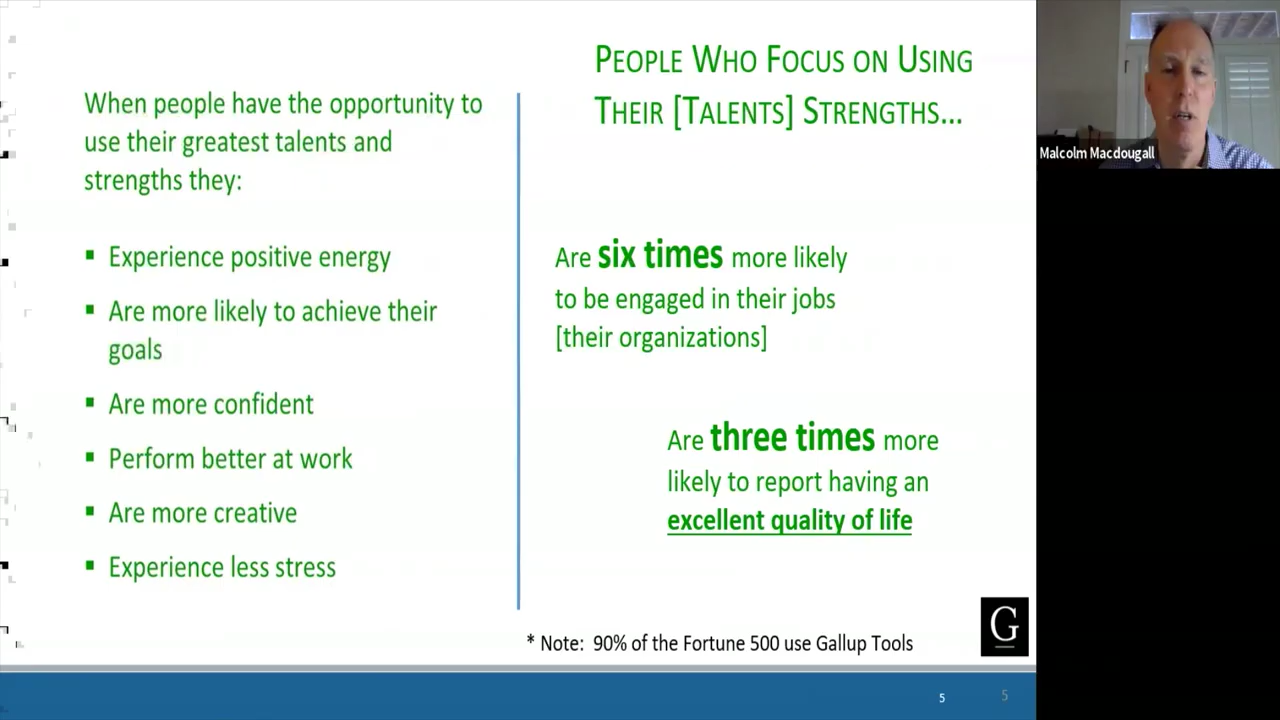 When people have the opportunity to
use their greatest talents and
strengths they:
▪ Experience positive energy
▪ Are more likely to achieve their
goals
▪ Are more confident
▪ Perform better at work
▪ Are more creative
▪ Experience less stress
PEOPLE WHO FOCUS ON USING
THEIR [TALENTS] STRENGTHS...
Are six times more likely
to be engaged in their jobs
[their organizations]
Are three times more
likely to report having an
excellent quality of life
* Note: 90% of the Fortune 500 use Gallup Tools
G
5
5
Malcolm Macdougall